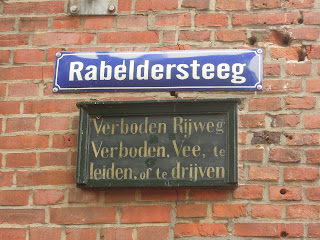 Rabeldersteeg
Verboden Rijweg
Verboden, Vee, te
leiden, of te drijven